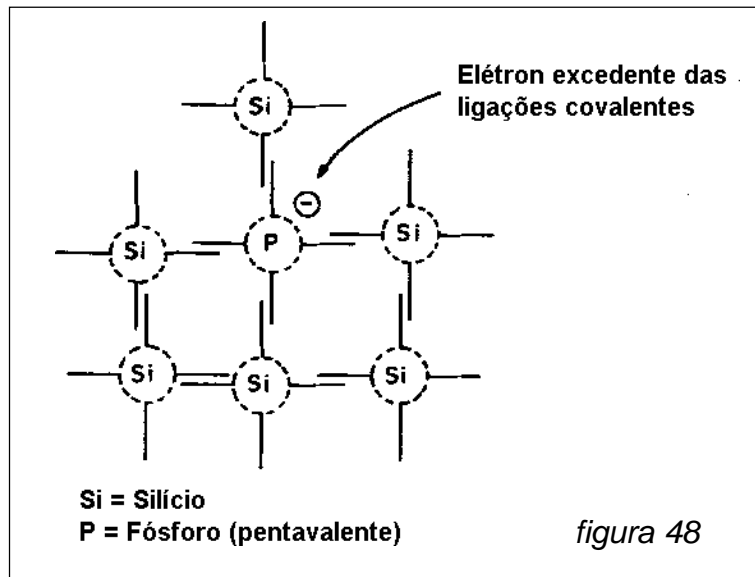 Si
Elétron excedente das
ligações covalentes
−
Si P Si
Si Si Si
Si = Silício
P = Fósforo (pentavalente)
figura 48